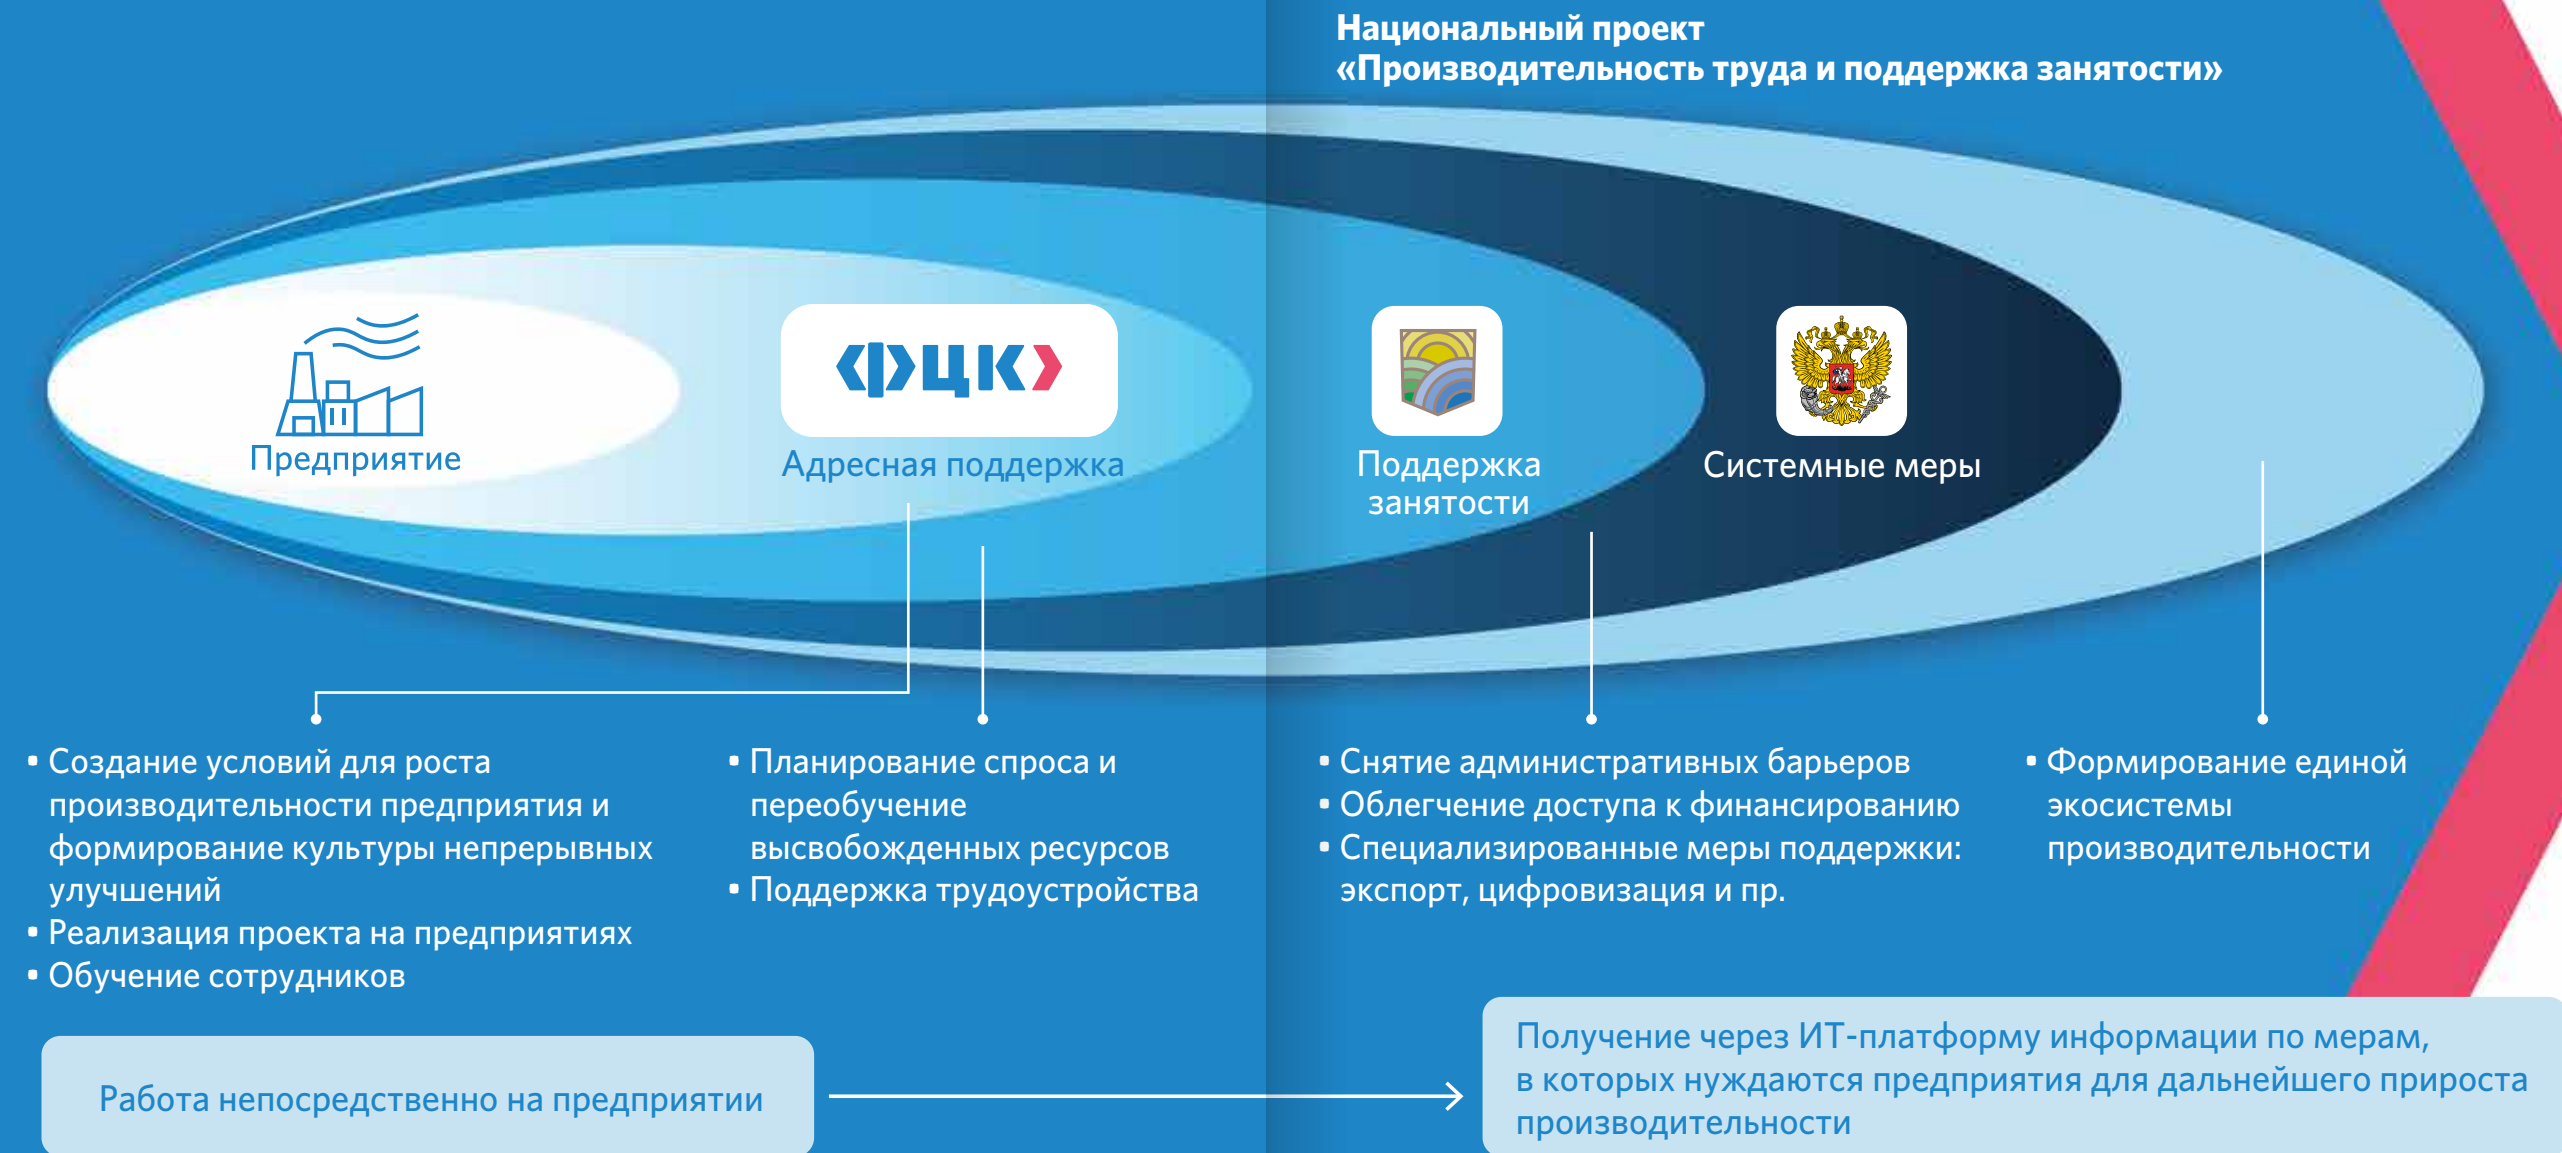 Национальный проект
«Производительность труда и поддержка занятости»
Предприятие
ФЦК
Адресная поддержка
Поддержка
занятости
Системные меры
▪ Создание условий для роста
производительности предприятия и
формирование культуры непрерывных
улучшений
▪ Реализация проекта на предприятиях
▪ Обучение сотрудников
▪ Планирование спроса и
переобучение
высвобожденных ресурсов
▪ Поддержка трудоустройства
▪ Снятие административных барьеров
▪ Облегчение доступа к финансированию
▪ Специализированные меры поддержки:
экспорт, цифровизация и пр.
▪ Формирование единой
экосистемы
производительности
Работа непосредственно на предприятии
Получение через ИТ-платформу информации по мерам,
в которых нуждаются предприятия для дальнейшего прироста
производительности